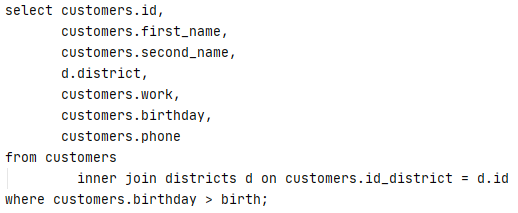 select customers.id,
       customers.first_name,
       customers.second_name,
       d.district,
       customers.work,
       customers.birthday,
       customers.phone
from customers
         inner join districts d on customers.id_district = d.id
where customers.birthday > birth;